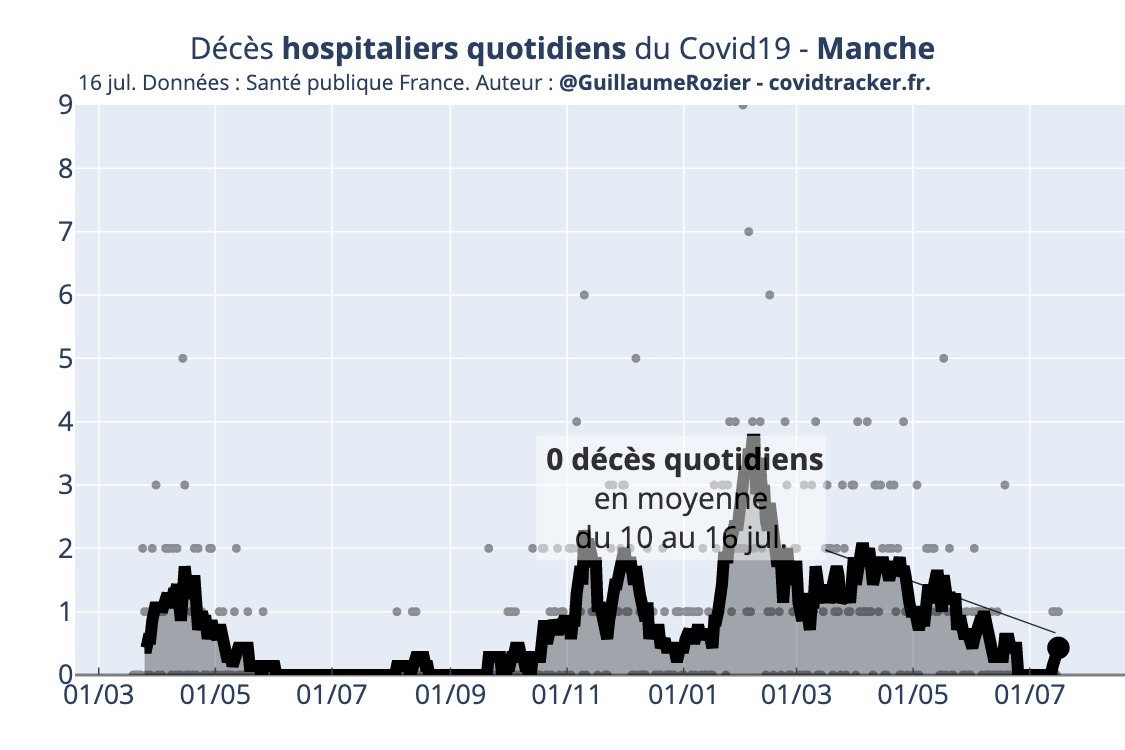 Décès hospitaliers quotidiens du Covid19 - Manche
16 jul. Données : Santé publique France. Auteur : @GuillaumeRozier - covidtracker.fr.
9
8
7
6
5
4
3
2
1
0
0 décès quotidiens
en moyenne
du 10 au 16 jul.
01/03 01/05 01/07 01/09 01/11 01/01 01/03 01/05 01/07